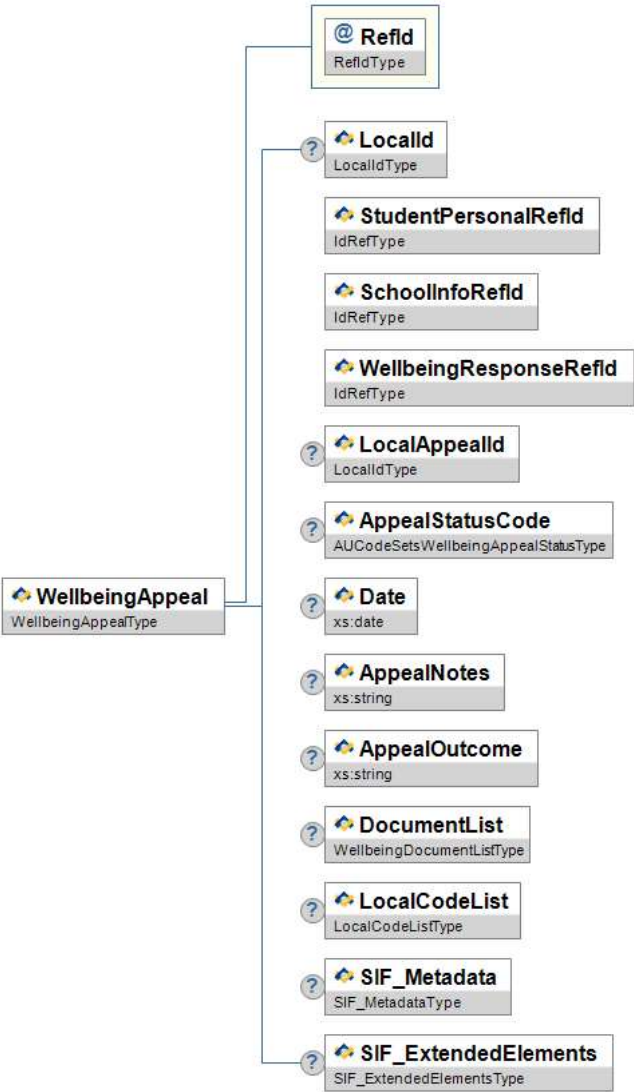 @ RefId
RefIdType
? LocalId
LocalIdType
StudentPersonalRefId
IdRefType
SchoolInfoRefId
IdRefType
WellbeingResponseRefId
IdRefType
? LocalAppealId
LocalIdType
? AppealStatusCode
AUCodeSetsWellbeingAppealStatusType
WellbeingAppeal
WellbeingAppealType
? Date
xs:date
? AppealNotes
xs:string
? AppealOutcome
xs:string
? DocumentList
WellbeingDocumentListType
? LocalCodeList
LocalCodeListType
? SIF_Metadata
SIF_MetadataType
? SIF_ExtendedElements
SIF_ExtendedElementsType